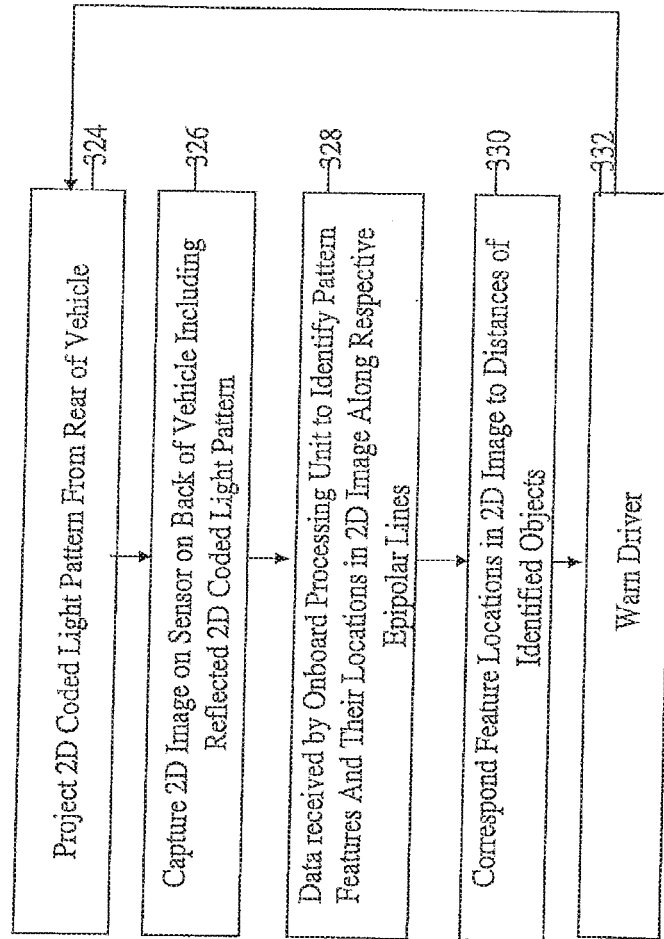 Project 2D Coded Light Pattern From Rear of Vehicle
324
Capture 2D Image on Sensor on Back of Vehicle Including
Reflected 2D Coded Light Pattern
326
Data received by Onboard Processing Unit to Identify Pattern
Features And Their Locations in 2D Image Along Respective
Epipolar Lines
328
Correspond Feature Locations in 2D Image to Distances of
Identified Objects
330
Warn Driver
332